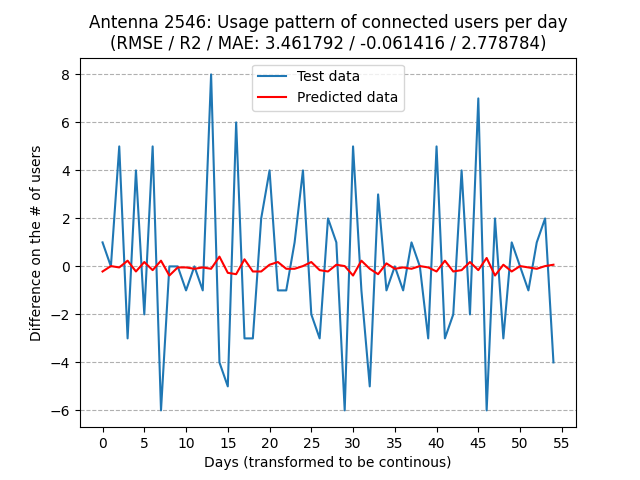 Antenna 2546: Usage pattern of connected users per day
(RMSE / R2 / MAE: 3.461792 / -0.061416 / 2.778784)
Test data
Predicted data
Difference on the # of users
8
6
4
2
0
−2
−4
−6
0 5 10 15 20 25 30 35 40 45 50 55
Days (transformed to be continous)